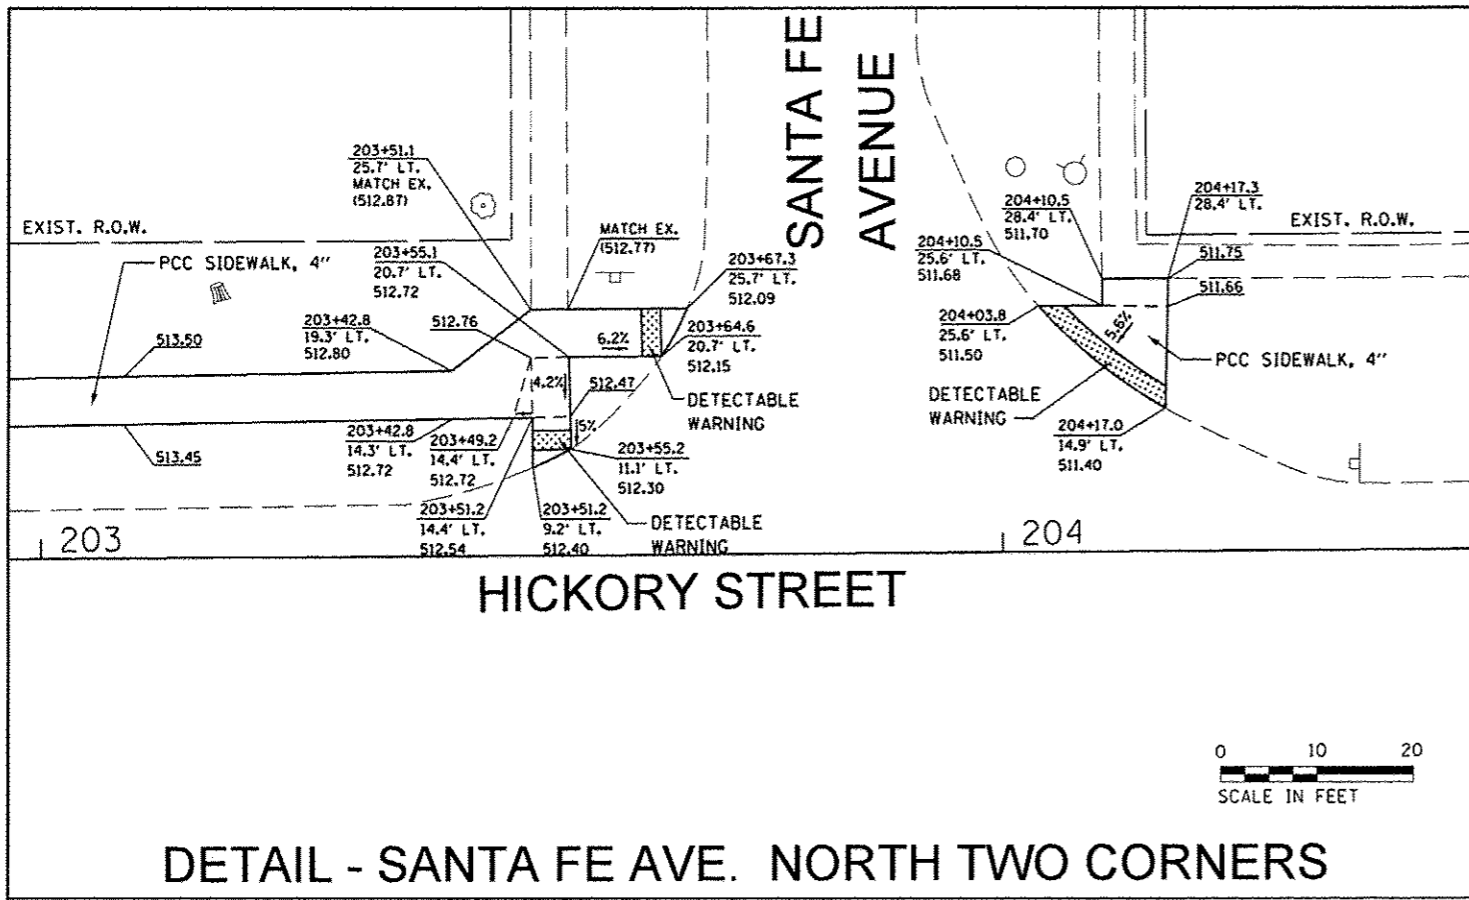 SANTA FE
AVENUE
203+51.1
25.7' LT.
MATCH EX.
(512.87)
EXIST. R.O.W.
PCC SIDEWALK, 4"
203+55.1
20.7' LT.
512.72
MATCH EX.
(512.77)
203+67.3
25.7' LT.
512.09
204+10.5
28.4' LT.
511.70
204+17.3
28.4' LT.
EXIST. R.O.W.
204+10.5
25.6' LT.
511.68
511.75
511.66
513.50
203+42.8
19.3' LT.
512.80
512.76
6.2%
203+64.6
20.7' LT.
512.15
204+03.8
25.6' LT.
511.50
5.6%
PCC SIDEWALK, 4"
4.2%
512.47
DETECTABLE
WARNING
DETECTABLE
WARNING
513.45
203+42.8
14.3' LT.
512.72
203+49.2
14.4' LT.
512.72
5%
203+55.2
11.1' LT.
512.30
204+17.0
14.9' LT.
511.40
203+51.2
14.4' LT.
512.54
203+51.2
9.2' LT.
512.40
DETECTABLE
WARNING
203
204
HICKORY STREET
0 10 20
SCALE IN FEET
DETAIL - SANTA FE AVE. NORTH TWO CORNERS